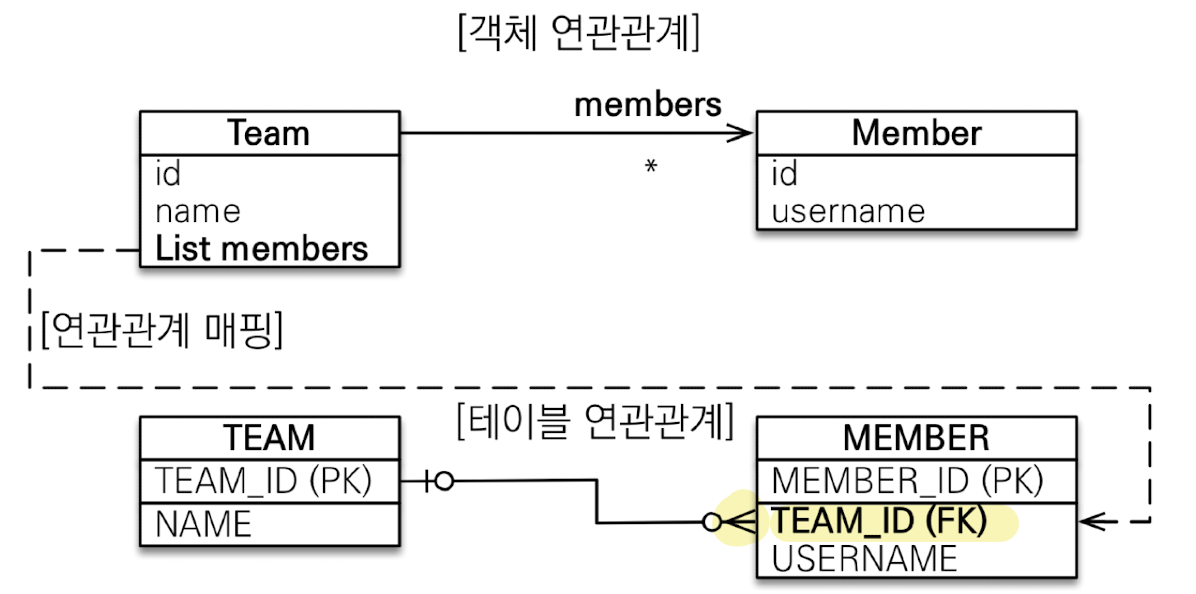 [객체 연관관계]
members
Team
Member
*
id
name
List members
id
username
[연관관계 매핑]
[테이블 연관관계]
TEAM
TEAM_ID (PK)
NAME
MEMBER
MEMBER_ID (PK)
TEAM_ID (FK)
USERNAME